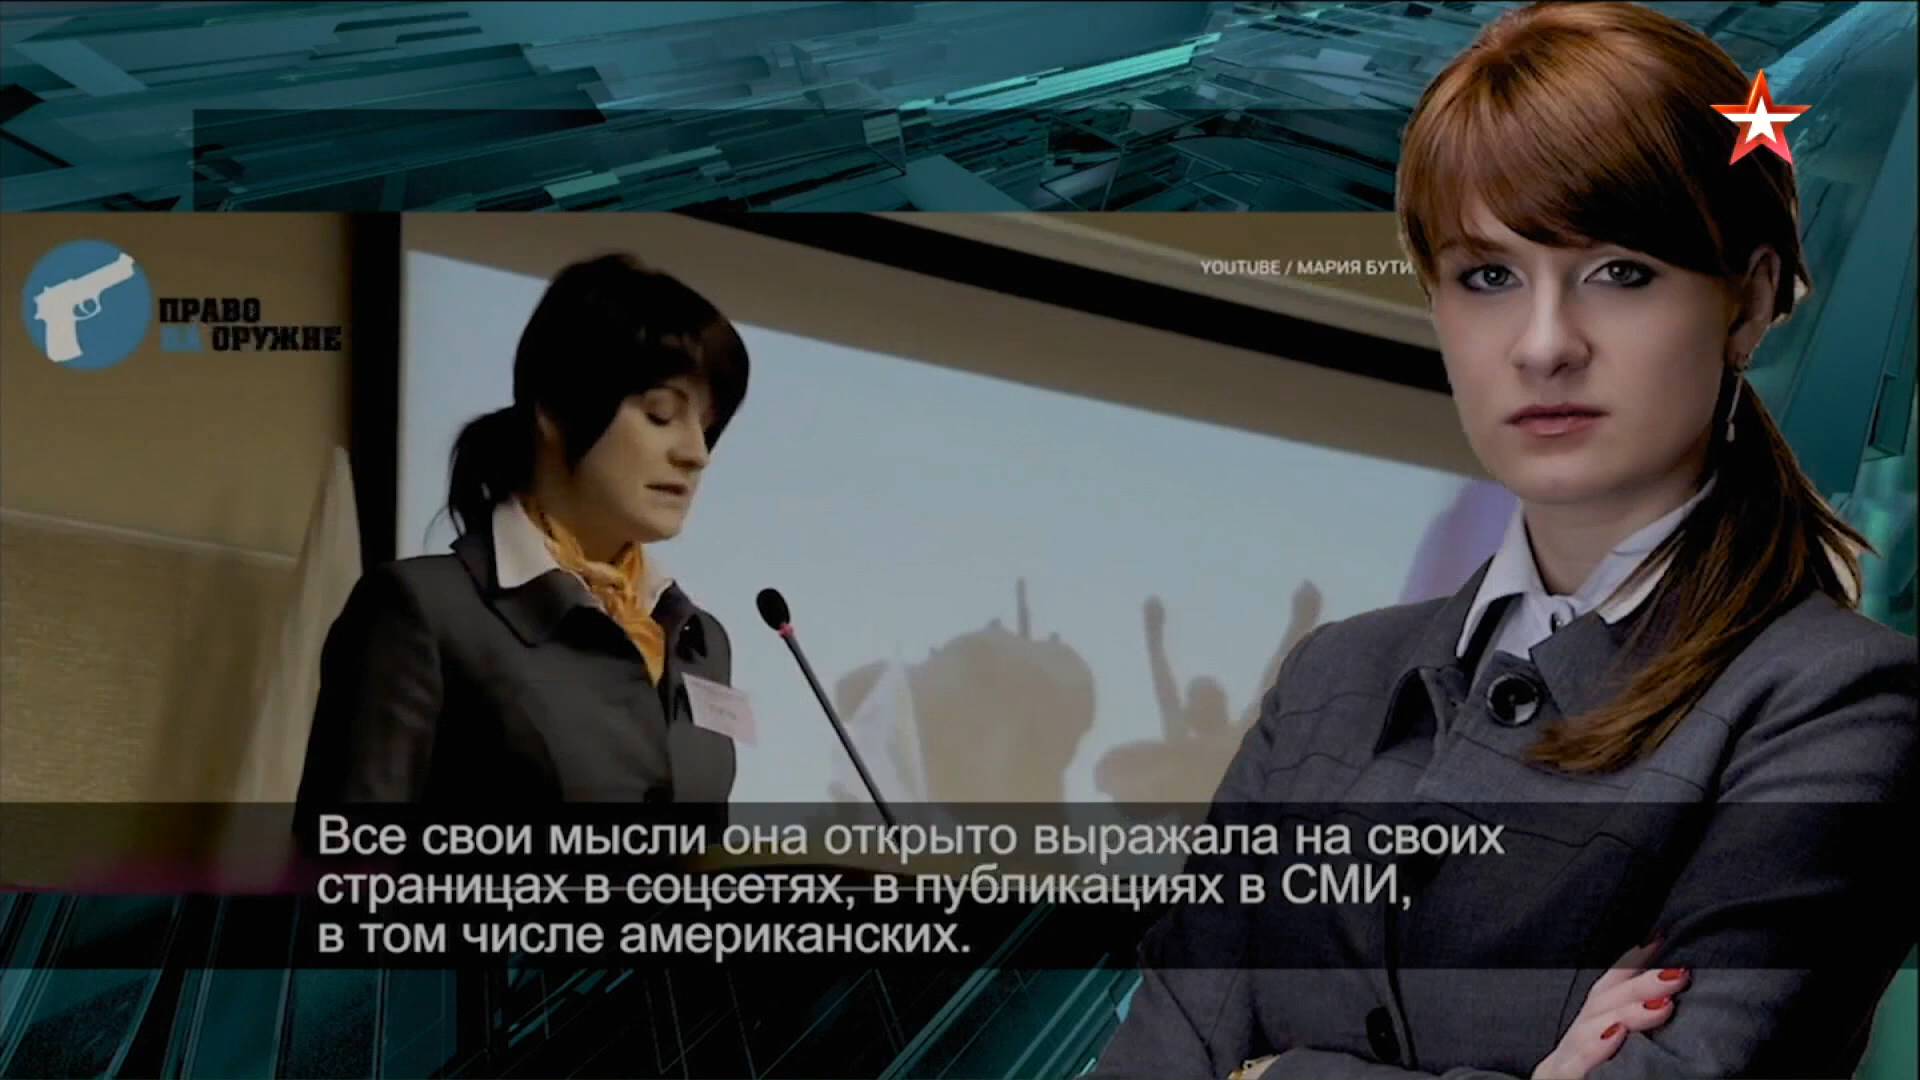 YOUTUBE / МАРИЯ БУТИ
ПРАВО
НА ОРУЖИЕ
Все свои мысли она открыто выражала на своих
страницах в соцсетях, в публикациях в СМИ,
в том числе американских.